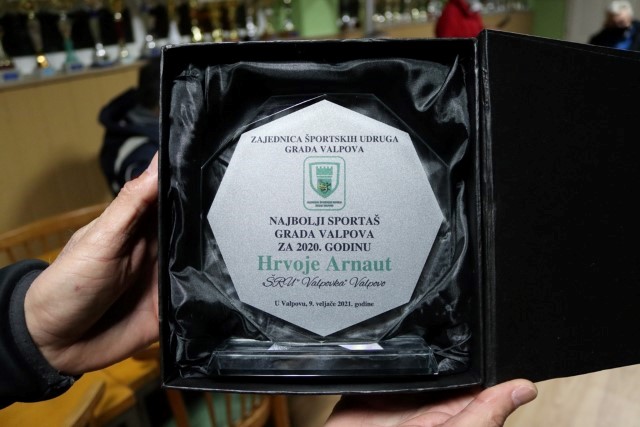 ZAJEDNICA ŠPORTSKIH UDRUGA
GRADA VALPOVA
NAJBOLJI SPORTAŠ
GRADA VALPOVA
ZA 2020. GODINU
Hrvoje Arnaut
ŠRU "Valpovka" Valpovo
U Valpovu, 9. veljače 2021. godine